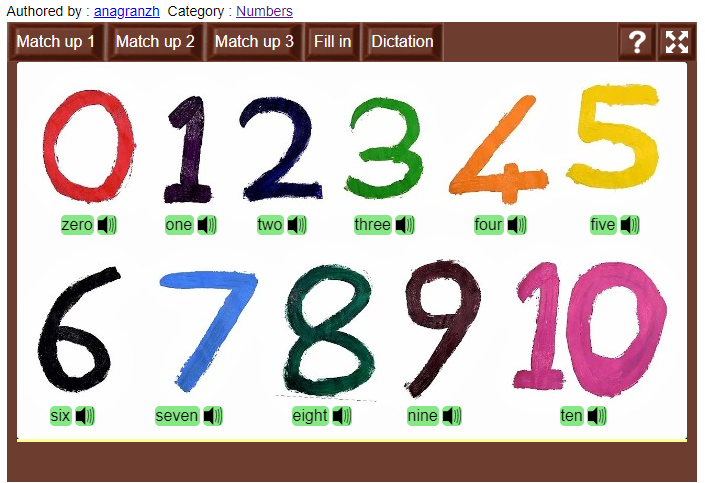 Authored by : anagranzh Category : Numbers
Match up 1 Match up 2 Match up 3 Fill in Dictation ?
0 1 2 3 4 5
zero one two three four five
6 7 8 9 10
six seven eight nine ten